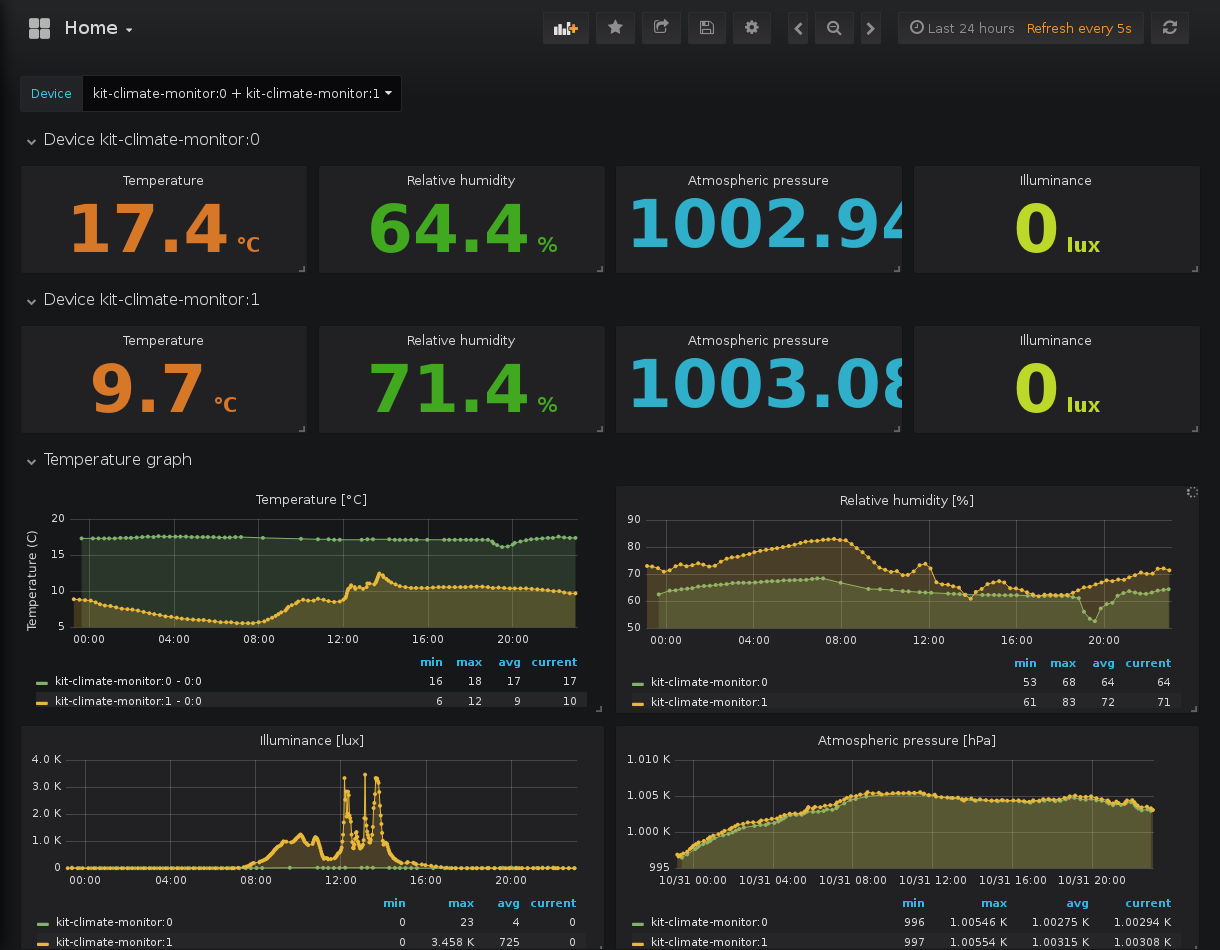 Home
Last 24 hours Refresh every 5s
Device kit-climate-monitor:0 + kit-climate-monitor:1
Device kit-climate-monitor:0
Temperature Relative humidity Atmospheric pressure Illuminance
17.4 °C 64.4 % 1002.94 0 lux
Device kit-climate-monitor:1
Temperature Relative humidity Atmospheric pressure Illuminance
9.7 °C 71.4 % 1003.08 0 lux
Temperature graph
Temperature [°C]
Temperature (C)
20
15
10
5
00:00 04:00 08:00 12:00 16:00 20:00
min max avg current
kit-climate-monitor:0 - 0:0 16 18 17 17
kit-climate-monitor:1 - 0:0 6 12 9 10
Relative humidity [%]
90
80
70
60
50
00:00 04:00 08:00 12:00 16:00 20:00
min max avg current
kit-climate-monitor:0 53 68 64 64
kit-climate-monitor:1 61 83 72 71
Illuminance [lux]
4.0 K
3.0 K
2.0 K
1.0 K
0
00:00 04:00 08:00 12:00 16:00 20:00
min max avg current
kit-climate-monitor:0 0 23 4 0
kit-climate-monitor:1 0 3.458 K 725 0
Atmospheric pressure [hPa]
1.010 K
1.005 K
1.000 K
995
10/31 00:00 10/31 04:00 10/31 08:00 10/31 12:00 10/31 16:00 10/31 20:00
min max avg current
kit-climate-monitor:0 996 1.00546 K 1.00275 K 1.00294 K
kit-climate-monitor:1 997 1.00554 K 1.00315 K 1.00308 K